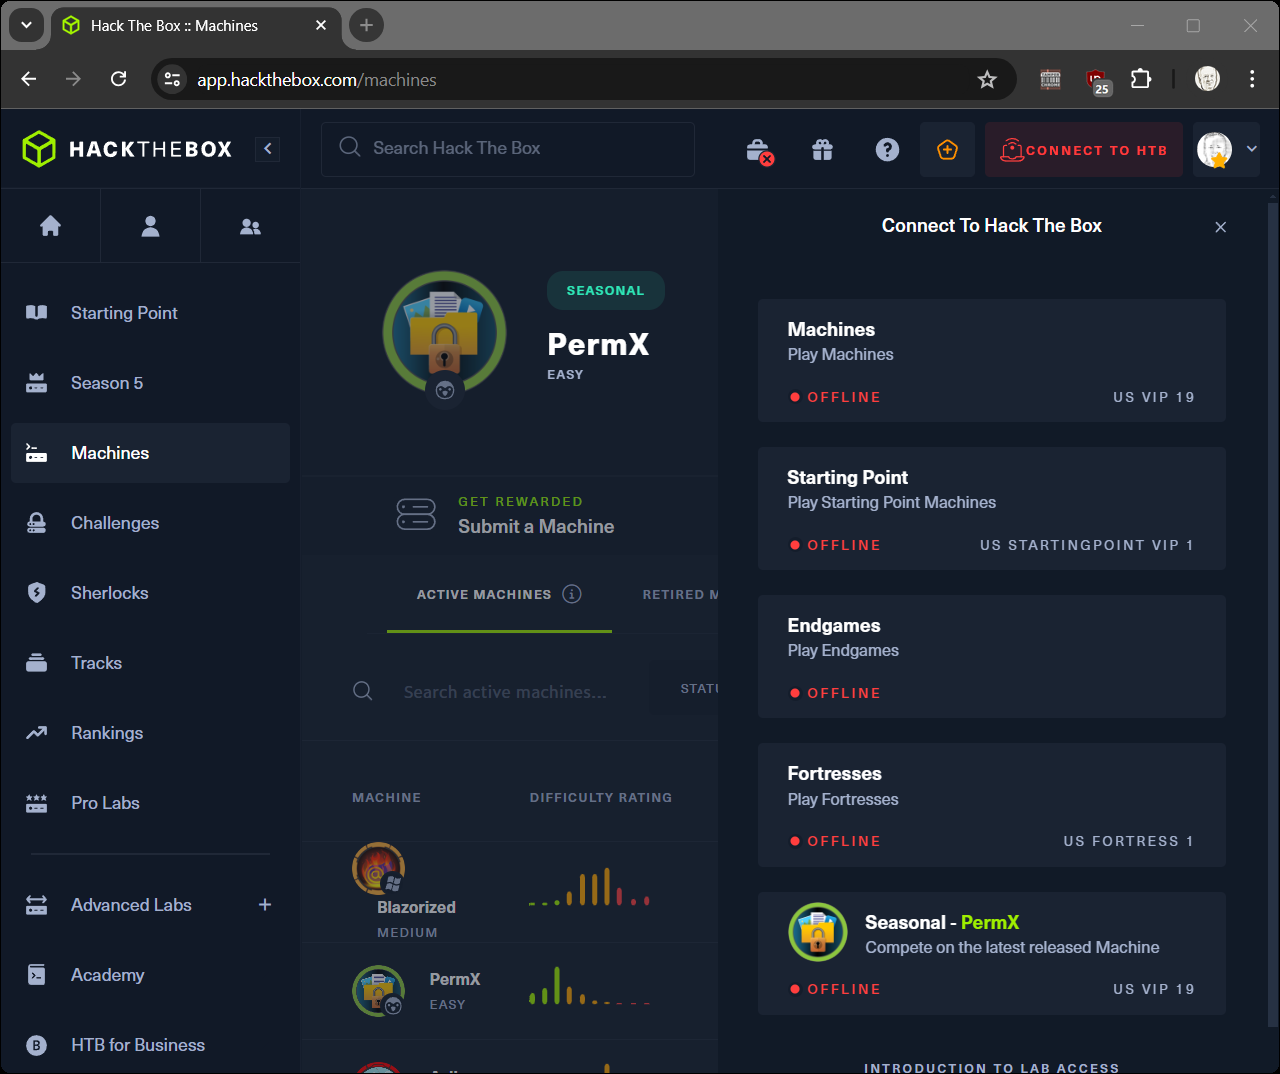 Hack The Box :: Machines
app.hackthebox.com/machines
25
HACKTHEBOX
Search Hack The Box
CONNECT TO HTB
Starting Point
Season 5
Machines
Challenges
Sherlocks
Tracks
Rankings
Pro Labs
Advanced Labs
Academy
HTB for Business
SEASONAL
PermX
EASY
GET REWARDED
Submit a Machine
ACTIVE MACHINES
RETIRED M
Search active machines...
STATU
MACHINE
DIFFICULTY RATING
Blazorized
MEDIUM
PermX
EASY
Connect To Hack The Box
Machines
Play Machines
OFFLINE
US VIP 19
Starting Point
Play Starting Point Machines
OFFLINE
US STARTINGPOINT VIP 1
Endgames
Play Endgames
OFFLINE
Fortresses
Play Fortresses
OFFLINE
US FORTRESS 1
Seasonal - PermX
Compete on the latest released Machine
OFFLINE
US VIP 19
INTRODUCTION TO LAB ACCESS